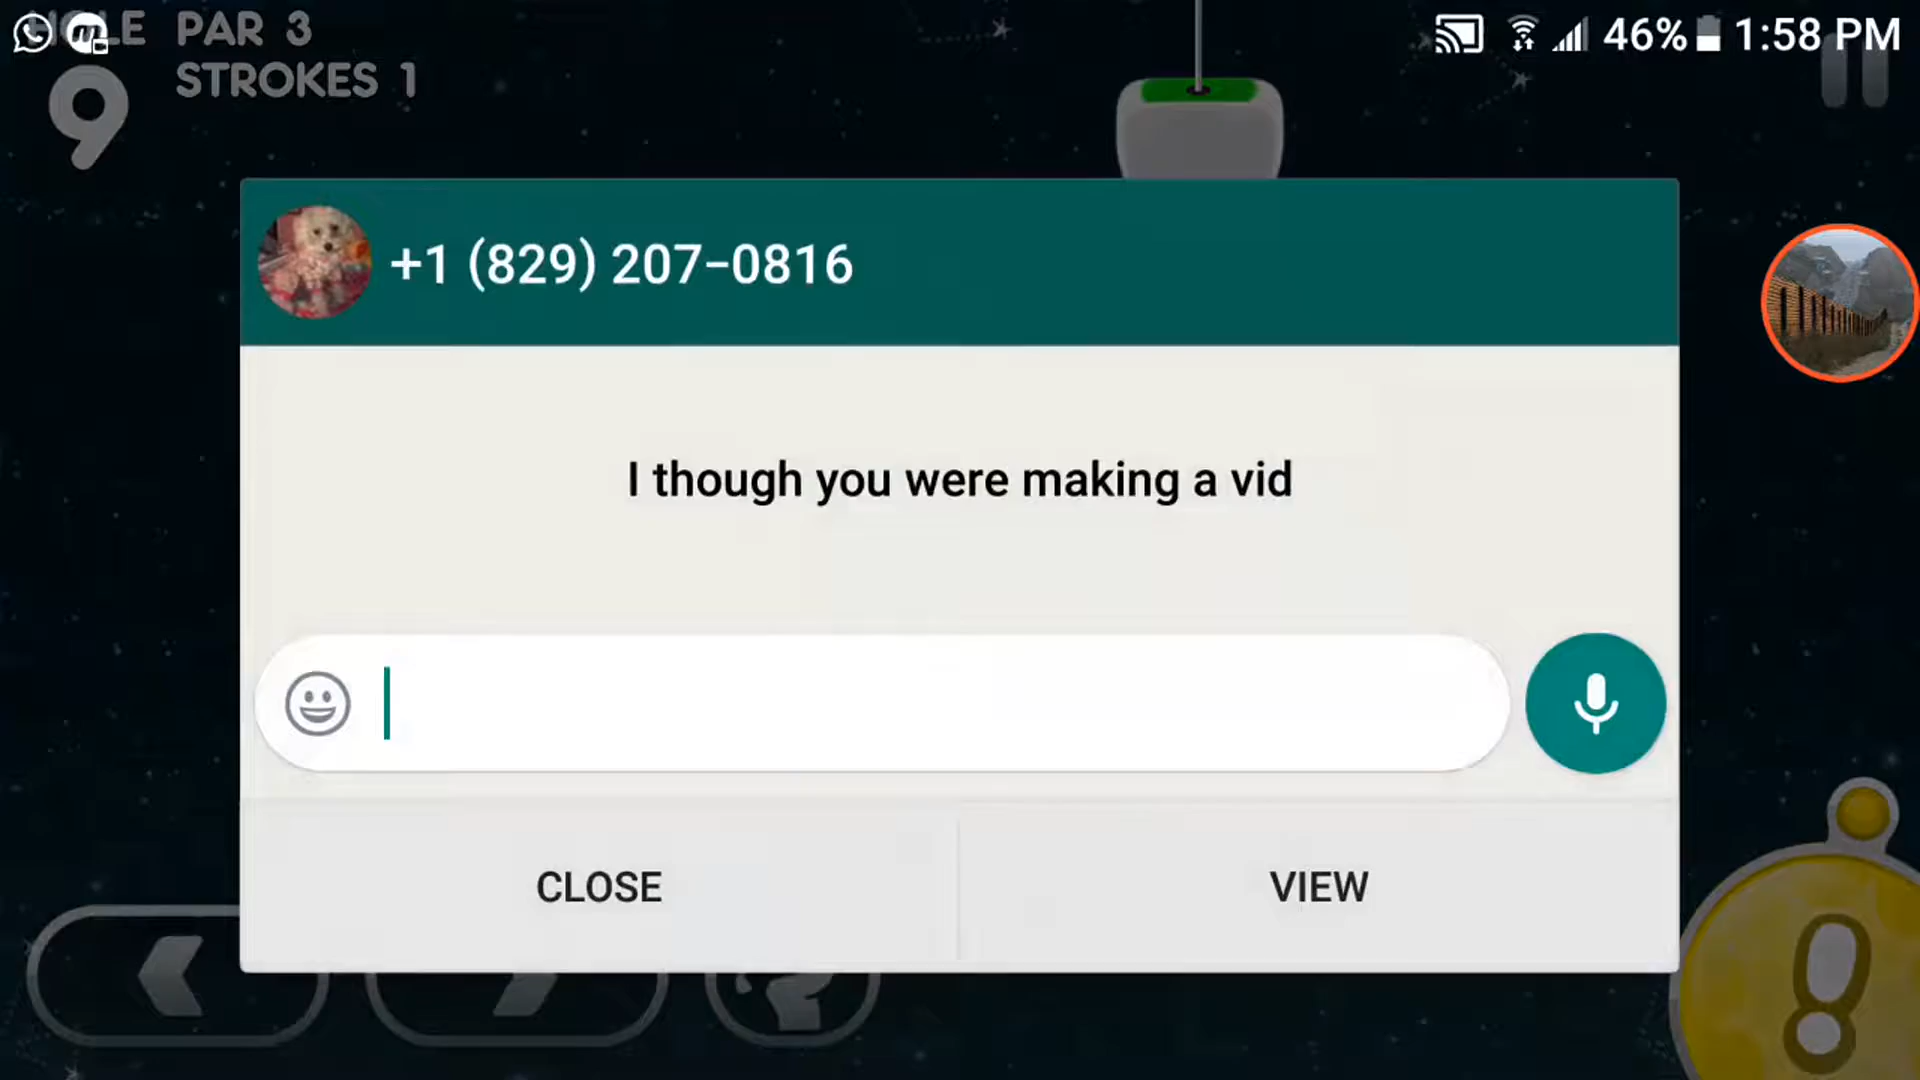 HOLE PAR 3
9 STROKES 1
46% 1:58 PM
+1 (829) 207-0816
I though you were making a vid
CLOSE VIEW
!